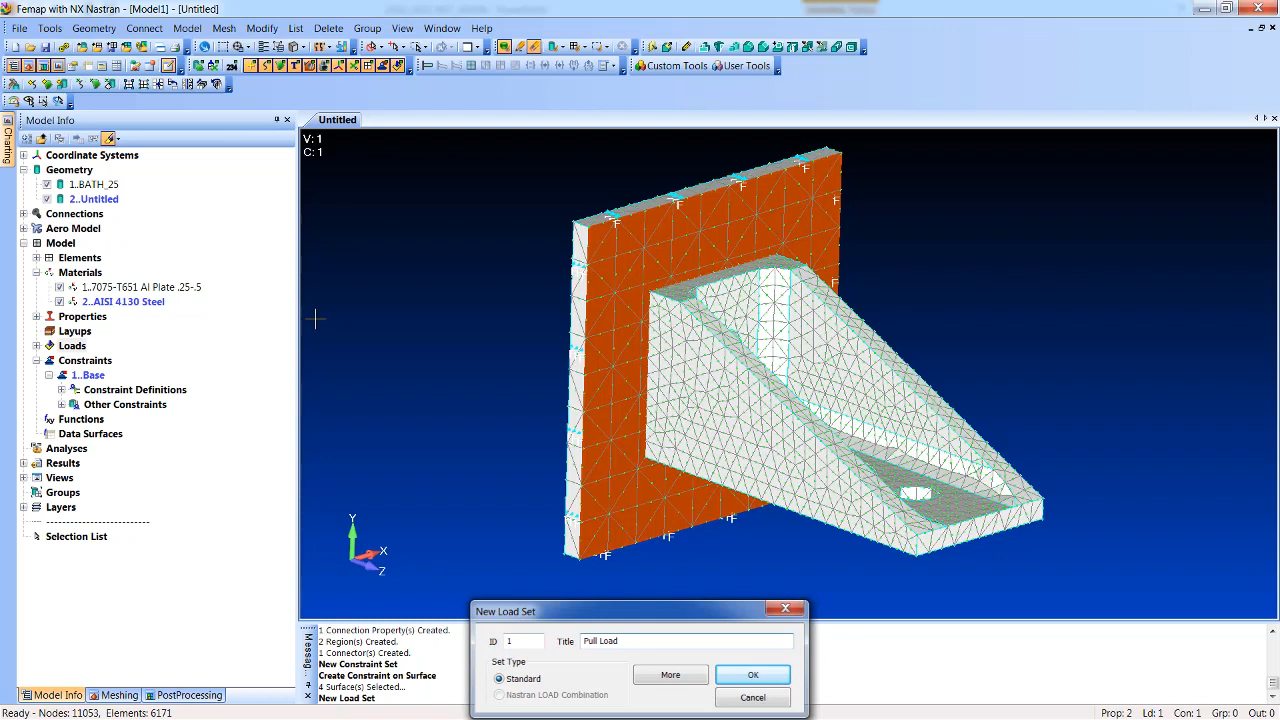 Femap with NX Nastran - [Model1] - [Untitled]
File Tools Geometry Connect Model Mesh Modify List Delete Group View Window Help
Custom Tools User Tools
Model Info
Untitled
Charting
V: 1
C: 1
Coordinate Systems
Geometry
1..BATH_25
2..Untitled
Connections
Aero Model
Model
Elements
Materials
1..7075-T651 Al Plate .25-.5
2..AISI 4130 Steel
Properties
Layups
Loads
Constraints
1..Base
Constraint Definitions
Other Constraints
Functions
Data Surfaces
Analyses
Results
Views
Groups
Layers
Selection List
F
F
F
F
F
F
F
F
F
Y
X
Z
New Load Set
ID 1 Title Pull Load
Set Type
Standard
Nastran LOAD Combination
More
OK
Cancel
Messag...
1 Connection Property(s) Created.
2 Region(s) Created.
1 Connector(s) Created.
New Constraint Set
Create Constraint on Surface
4 Surface(s) Selected...
New Load Set
Model Info Meshing PostProcessing
Ready - Nodes: 11053, Elements: 6171
Prop: 2 Ld: 1 Con: 1 Grp: 0 Out: 0